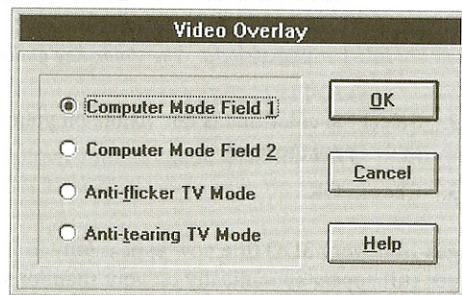 Video Overlay
Computer Mode Field 1
Computer Mode Field 2
Anti-flicker TV Mode
Anti-tearing TV Mode
OK
Cancel
Help